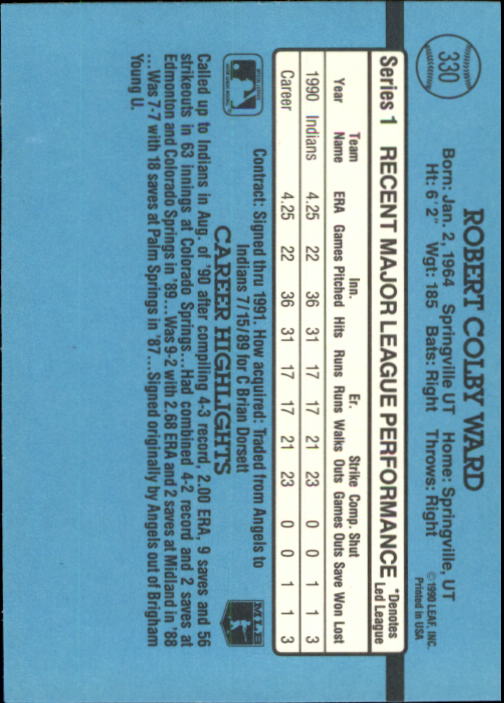 330
ROBERT COLBY WARD
Born: Jan. 2, 1964 Springville UT Home: Springville, UT
Ht: 6' 2" Wgt: 185 Bats: Right Throws: Right
©1990 LEAF, INC.
Printed in USA
Series 1 RECENT MAJOR LEAGUE PERFORMANCE *Denotes
Led League
Team Inn. Er. Strike Comp. Shut
Year Name ERA Games Pitched Hits Runs Runs Walks Outs Games Outs Save Won Lost
1990 Indians 4.25 22 36 31 17 17 21 23 0 0 1 1 3
Career 4.25 22 36 31 17 17 21 23 0 0 1 1 3
Contract: Signed thru 1991. How acquired: Traded from Angels to
Indians 7/15/89 for C Brian Dorsett
MLB
CAREER HIGHLIGHTS
Called up to Indians in Aug. of '90 after compiling 4-3 record, 2.00 ERA, 9 saves and 56
strikeouts in 63 innings at Colorado Springs...Had combined 4-2 record and 2 saves at
Edmonton and Colorado Springs in '89...Was 9-2 with 2.68 ERA and 2 saves at Midland in '88
...Was 7-7 with 18 saves at Palm Springs in '87...Signed originally by Angels out of Brigham
Young U.